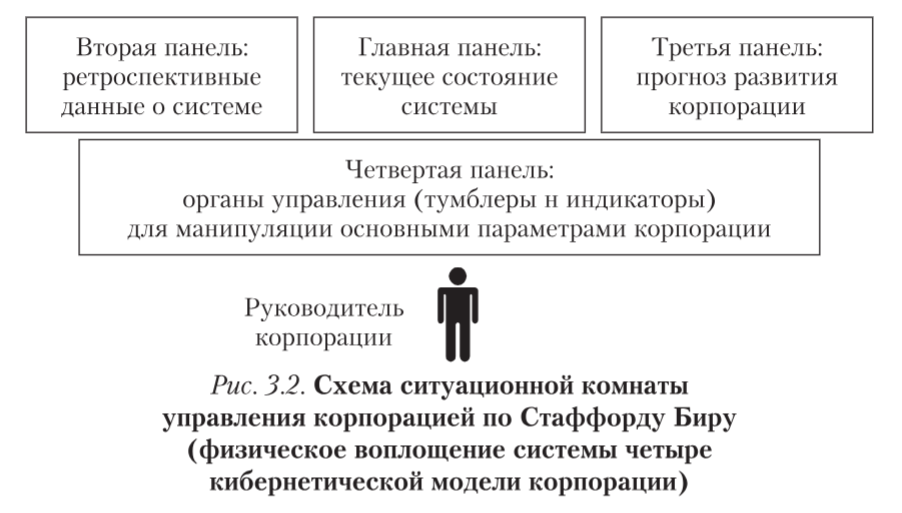 Вторая панель:
ретроспективные
данные о системе
Главная панель:
текущее состояние
системы
Третья панель:
прогноз развития
корпорации
Четвертая панель:
органы управления (тумблеры н индикаторы)
для манипуляции основными параметрами корпорации
Руководитель
корпорации
Рис. 3.2. Схема ситуационной комнаты
управления корпорацией по Стаффорду Биру
(физическое воплощение системы четыре
кибернетической модели корпорации)